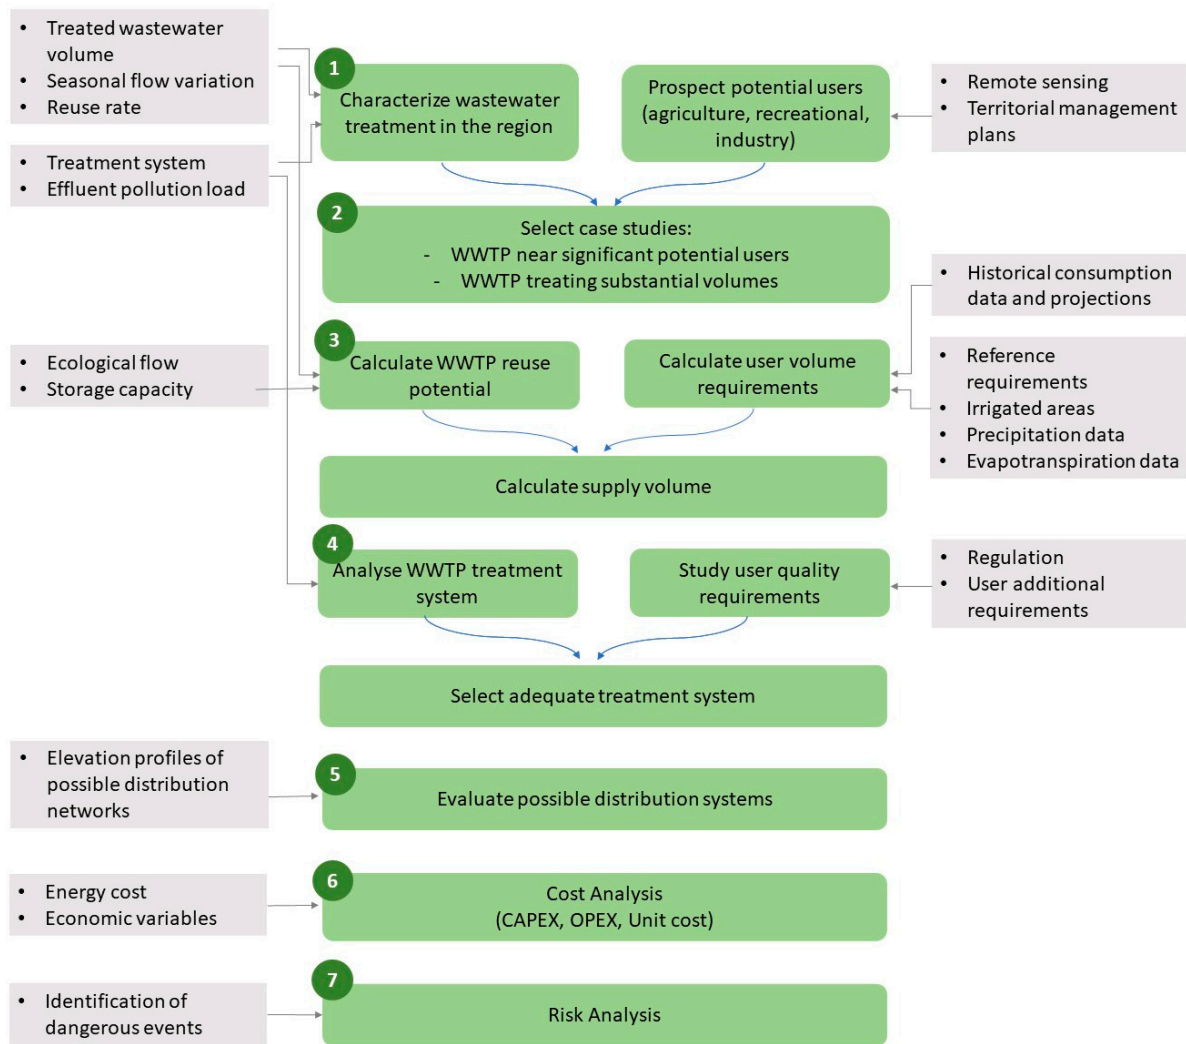 • Treated wastewater
volume
• Seasonal flow variation
• Reuse rate
• Treatment system
• Effluent pollution load
1
Characterize wastewater
treatment in the region
Prospect potential users
(agriculture, recreational,
industry)
• Remote sensing
• Territorial management
plans
2
Select case studies:
- WWTP near significant potential users
- WWTP treating substantial volumes
• Historical consumption
data and projections
• Ecological flow
• Storage capacity
3
Calculate WWTP reuse
potential
Calculate user volume
requirements
• Reference
requirements
• Irrigated areas
• Precipitation data
• Evapotranspiration data
Calculate supply volume
4
Analyse WWTP treatment
system
Study user quality
requirements
• Regulation
• User additional
requirements
Select adequate treatment system
• Elevation profiles of
possible distribution
networks
5
Evaluate possible distribution systems
• Energy cost
• Economic variables
6
Cost Analysis
(CAPEX, OPEX, Unit cost)
• Identification of
dangerous events
7
Risk Analysis